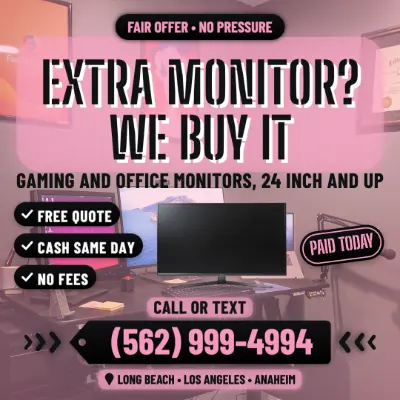 FAIR OFFER • NO PRESSURE
EXTRA MONITOR?
WE BUY IT
GAMING AND OFFICE MONITORS, 24 INCH AND UP
FREE QUOTE
CASH SAME DAY
NO FEES
PAID TODAY
CALL OR TEXT
(562) 999-4994
LONG BEACH • LOS ANGELES • ANAHEIM